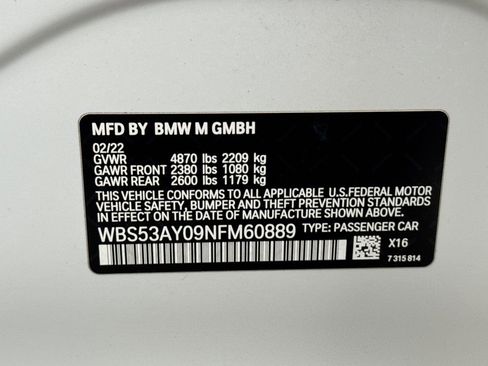 MFD BY BMW M GMBH
02/22
GVWR 4870 lbs 2209 kg
GAWR FRONT 2380 lbs 1080 kg
GAWR REAR 2600 lbs 1179 kg
THIS VEHICLE CONFORMS TO ALL APPLICABLE U.S.FEDERAL MOTOR
VEHICLE SAFETY, BUMPER, AND THEFT PREVENTION STANDARDS
IN EFFECT ON THE DATE OF MANUFACTURE SHOWN ABOVE.
WBS53AY09NFM60889 TYPE: PASSENGER CAR
X16
7 315 814